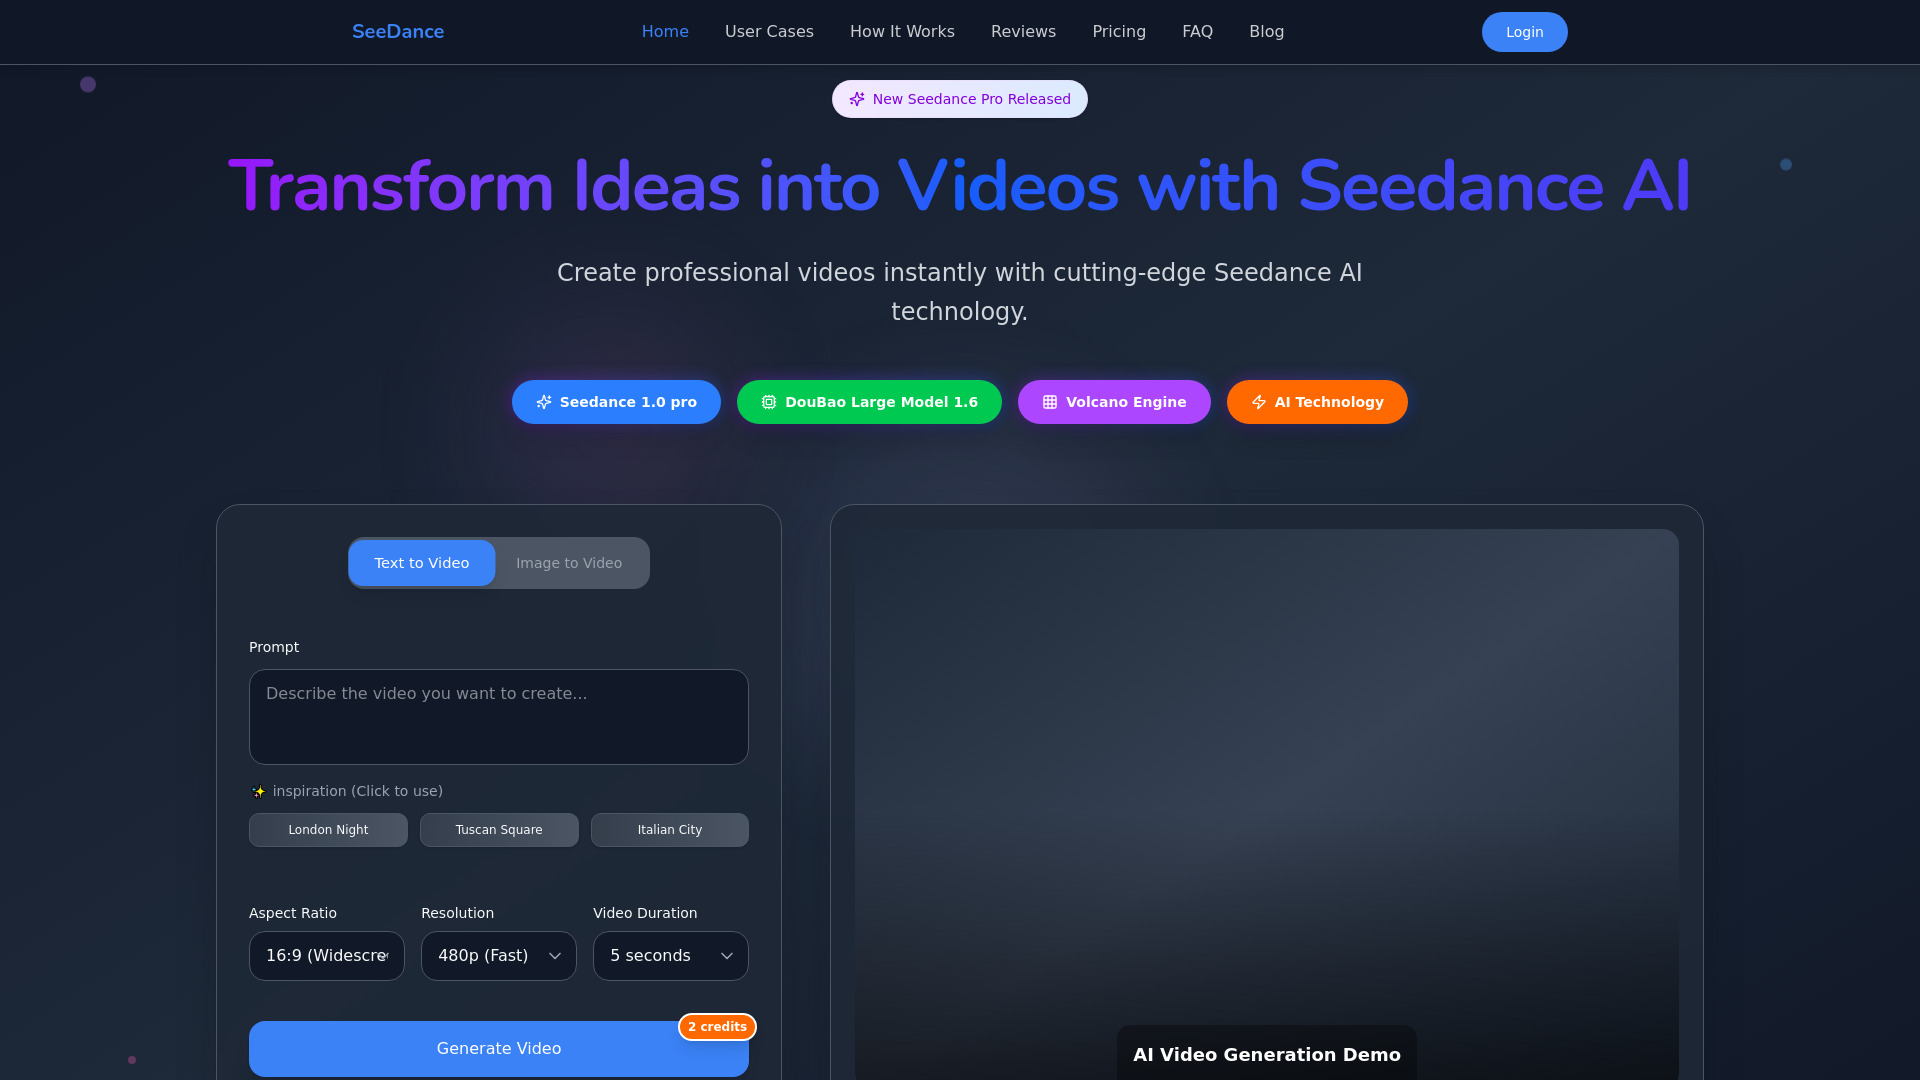 SeeDance
Home
User Cases
How It Works
Reviews
Pricing
FAQ
Blog
Login
New Seedance Pro Released
Transform Ideas into Videos with Seedance AI
Create professional videos instantly with cutting-edge Seedance AI
technology.
Seedance 1.0 pro
DouBao Large Model 1.6
Volcano Engine
AI Technology
Text to Video
Image to Video
Prompt
Describe the video you want to create...
✨ inspiration (Click to use)
London Night
Tuscan Square
Italian City
Aspect Ratio
Resolution
Video Duration
16:9 (Widescre
480p (Fast)
5 seconds
2 credits
Generate Video
AI Video Generation Demo